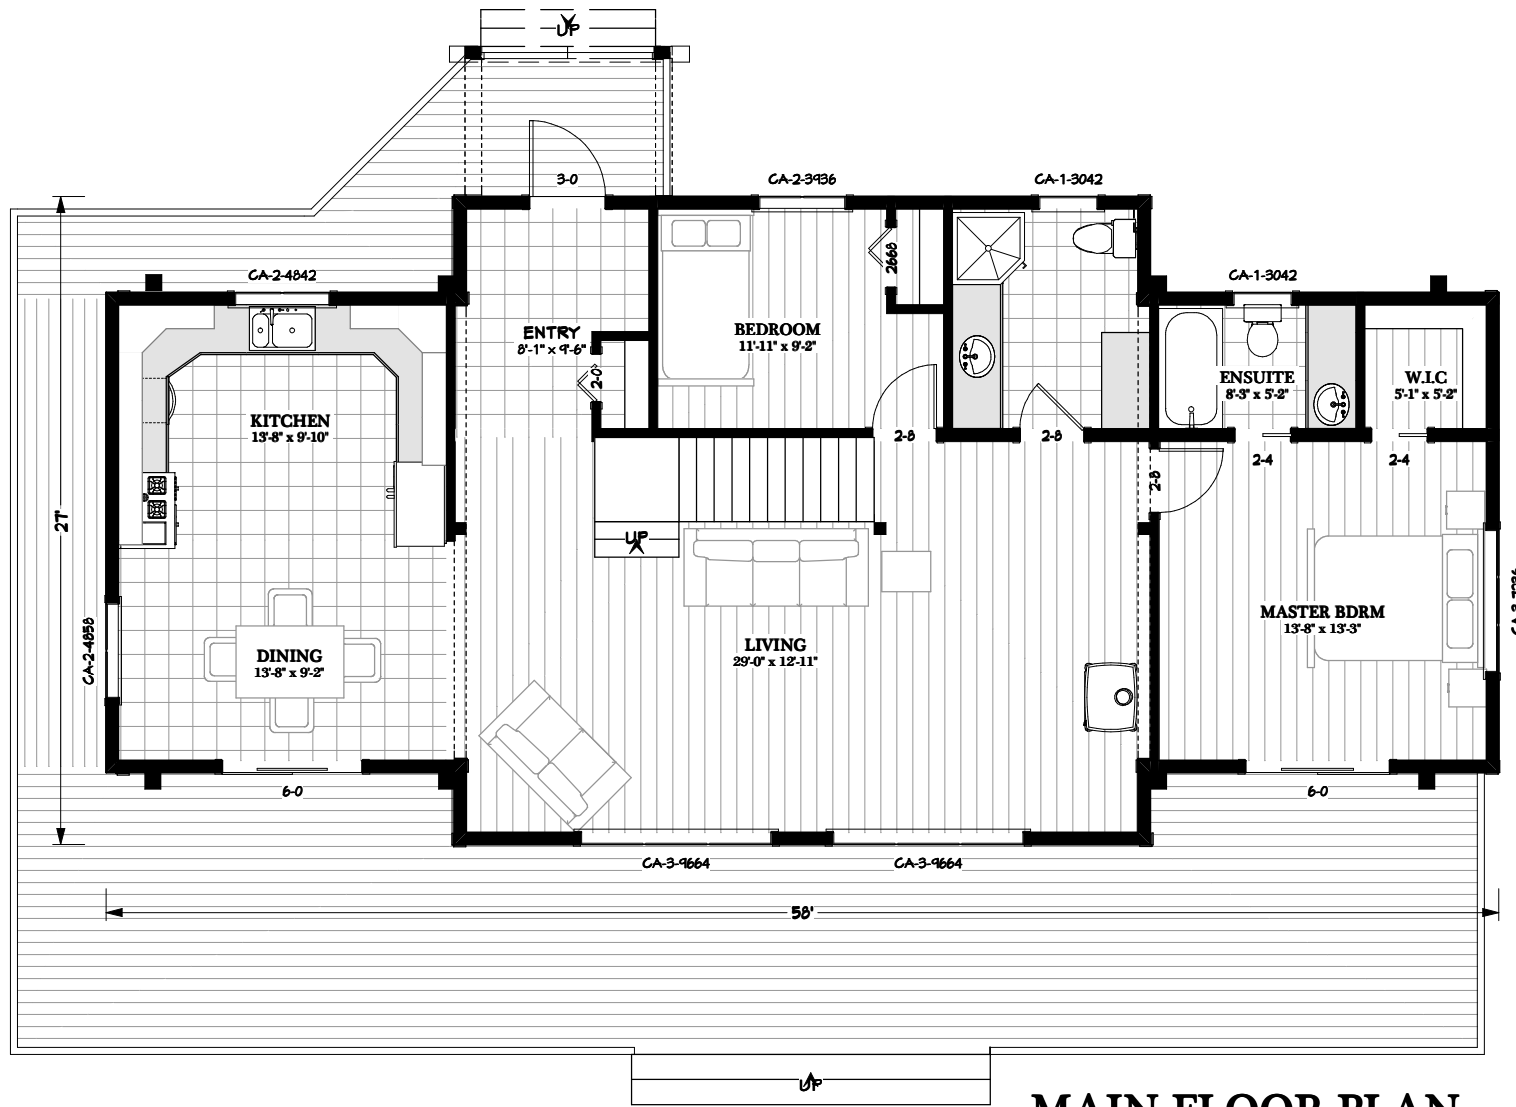 UP
3-0
CA-2-3936
CA-1-3042
CA-2-4842
CA-1-3042
2668
ENTRY
8'-1" x 9'-6"
BEDROOM
11'-11" x 9'-2"
2-0
ENSUITE
8'-3" x 5'-2"
W.I.C
5'-1" x 5'-2"
KITCHEN
13'-8" x 9'-10"
2-8
2-8
2-4
2-4
2-8
27'
UP
MASTER BDRM
13'-8" x 13'-3"
CA-2-4858
DINING
13'-8" x 9'-2"
LIVING
29'-0" x 12'-11"
6-0
6-0
CA-3-9664
CA-3-9664
58'
UP
MAIN FLOOR PLAN